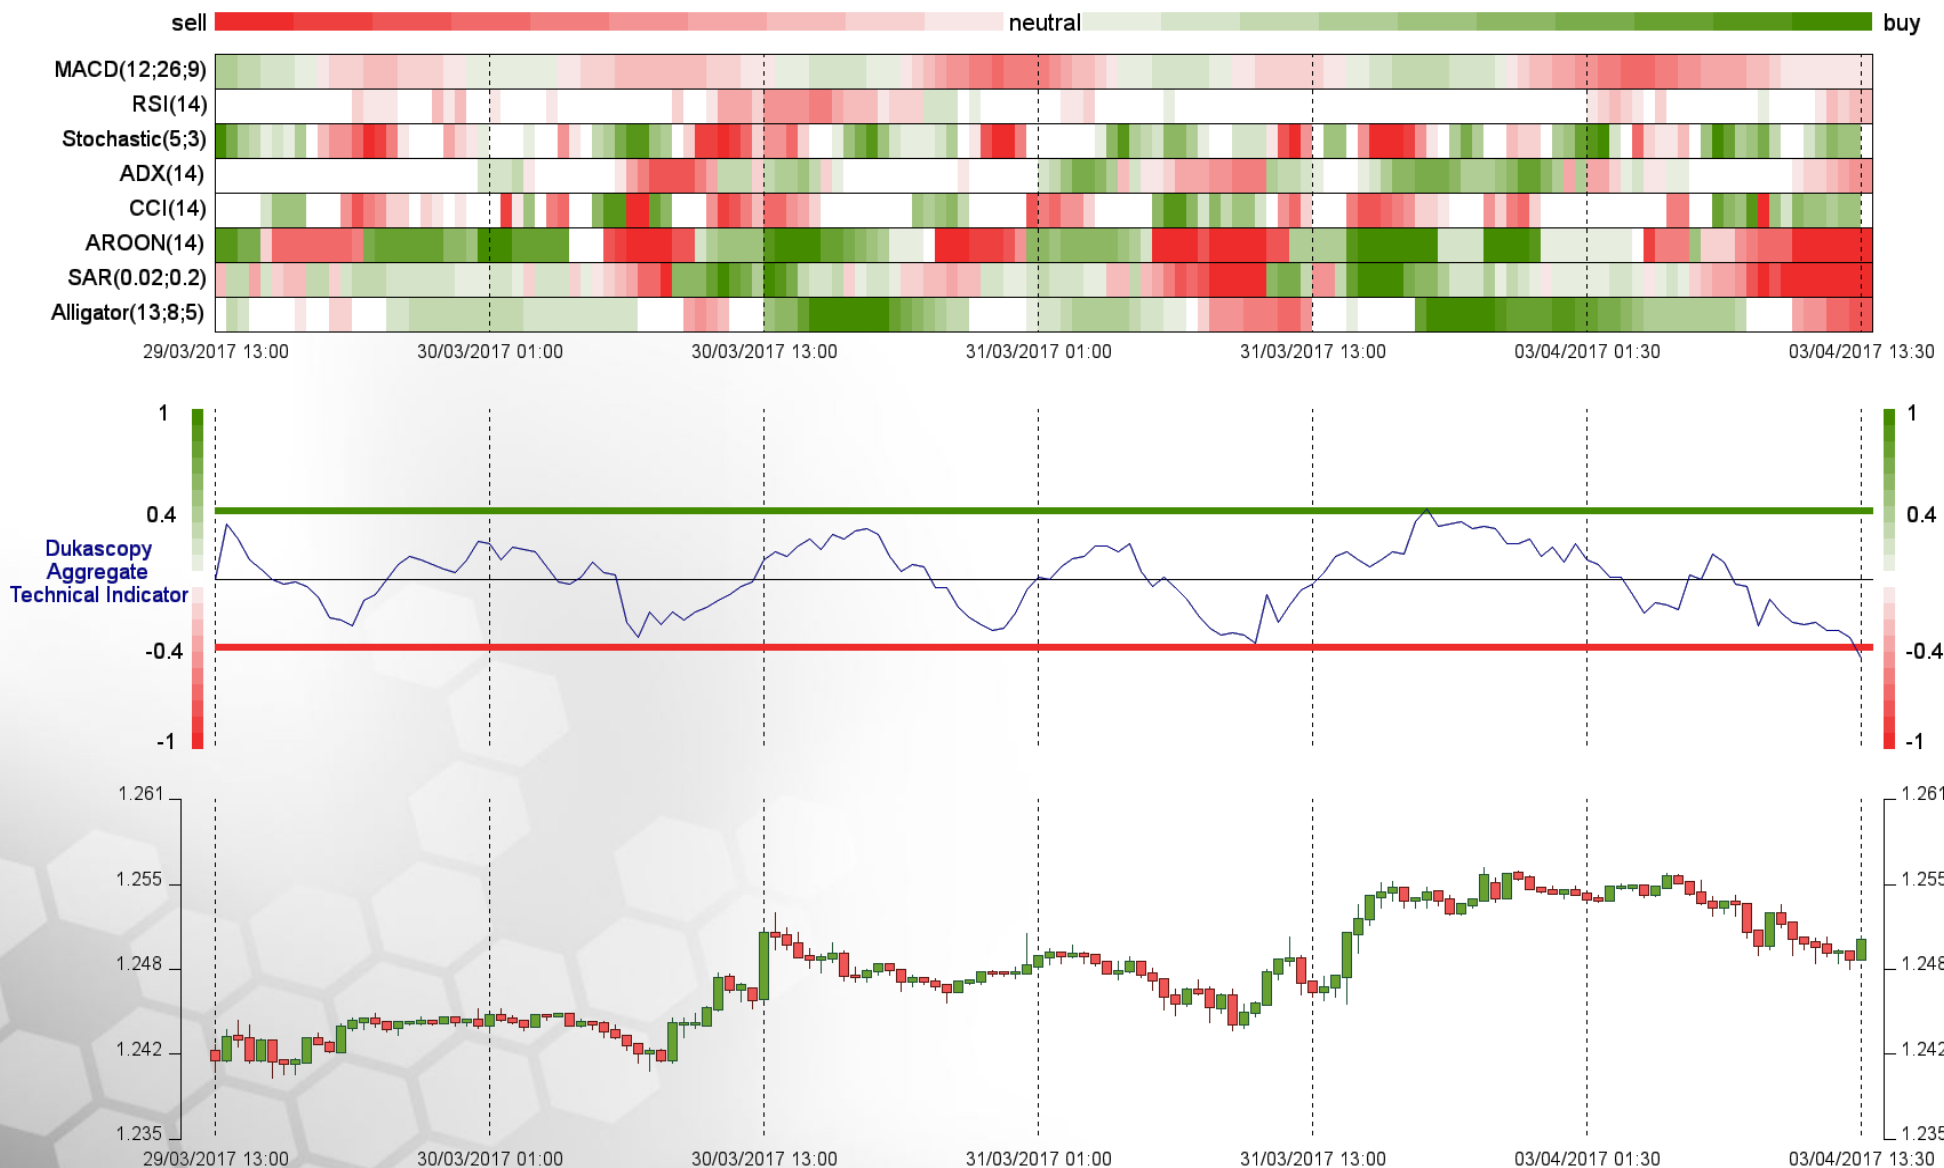 sell neutral buy
MACD(12;26;9)
RSI(14)
Stochastic(5;3)
ADX(14)
CCI(14)
AROON(14)
SAR(0.02;0.2)
Alligator(13;8;5)
29/03/2017 13:00 30/03/2017 01:00 30/03/2017 13:00 31/03/2017 01:00 31/03/2017 13:00 03/04/2017 01:30 03/04/2017 13:30
1 1
0.4 0.4
Dukascopy
Aggregate
Technical Indicator
-0.4 -0.4
-1 -1
1.261 1.261
1.255 1.255
1.248 1.248
1.242 1.242
1.235 1.235
29/03/2017 13:00 30/03/2017 01:00 30/03/2017 13:00 31/03/2017 01:00 31/03/2017 13:00 03/04/2017 01:30 03/04/2017 13:30